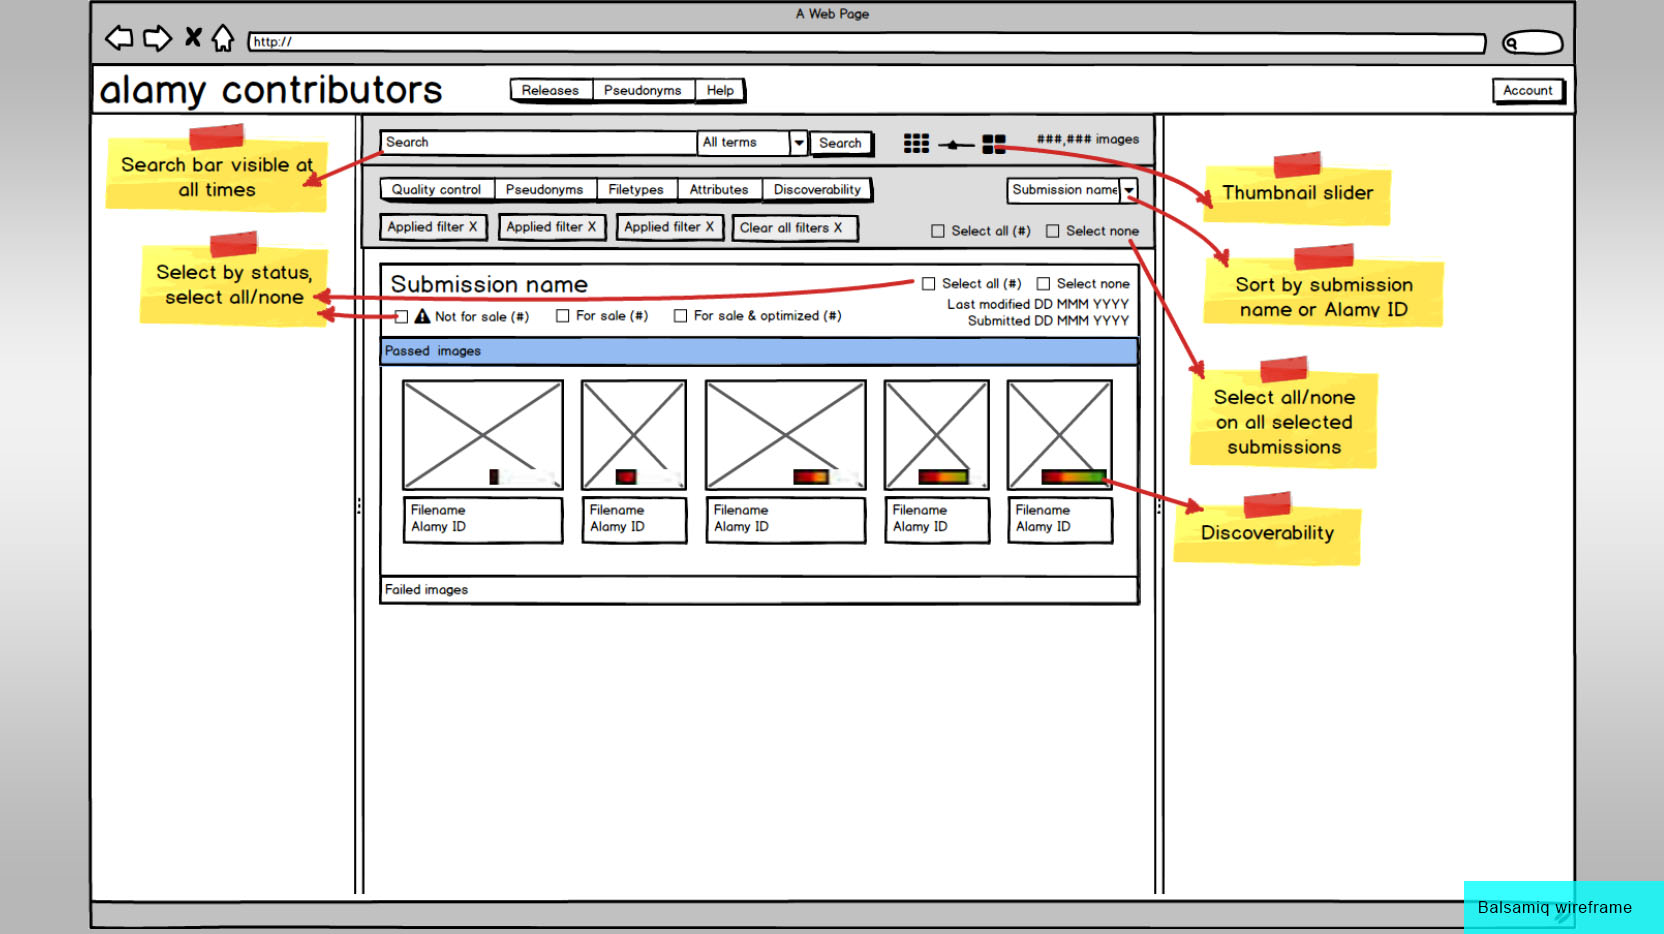 A Web Page
http://
alamy contributors
Releases Pseudonyms Help
Account
Search All terms Search
###,### images
Quality control Pseudonyms Filetypes Attributes Discoverability
Submission name
Applied filter X Applied filter X Applied filter X Clear all filters X
Select all (#) Select none
Search bar visible at
all times
Select by status,
select all/none
Submission name
Select all (#) Select none
Last modified DD MMM YYYY
Submitted DD MMM YYYY
Not for sale (#) For sale (#) For sale & optimized (#)
Passed images
Filename
Alamy ID
Filename
Alamy ID
Filename
Alamy ID
Filename
Alamy ID
Filename
Alamy ID
Failed images
Thumbnail slider
Sort by submission
name or Alamy ID
Select all/none
on all selected
submissions
Discoverability
Balsamiq wireframe